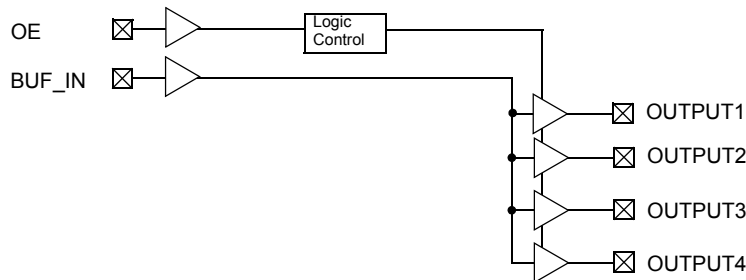 OE
Logic
Control
BUF_IN
OUTPUT1
OUTPUT2
OUTPUT3
OUTPUT4